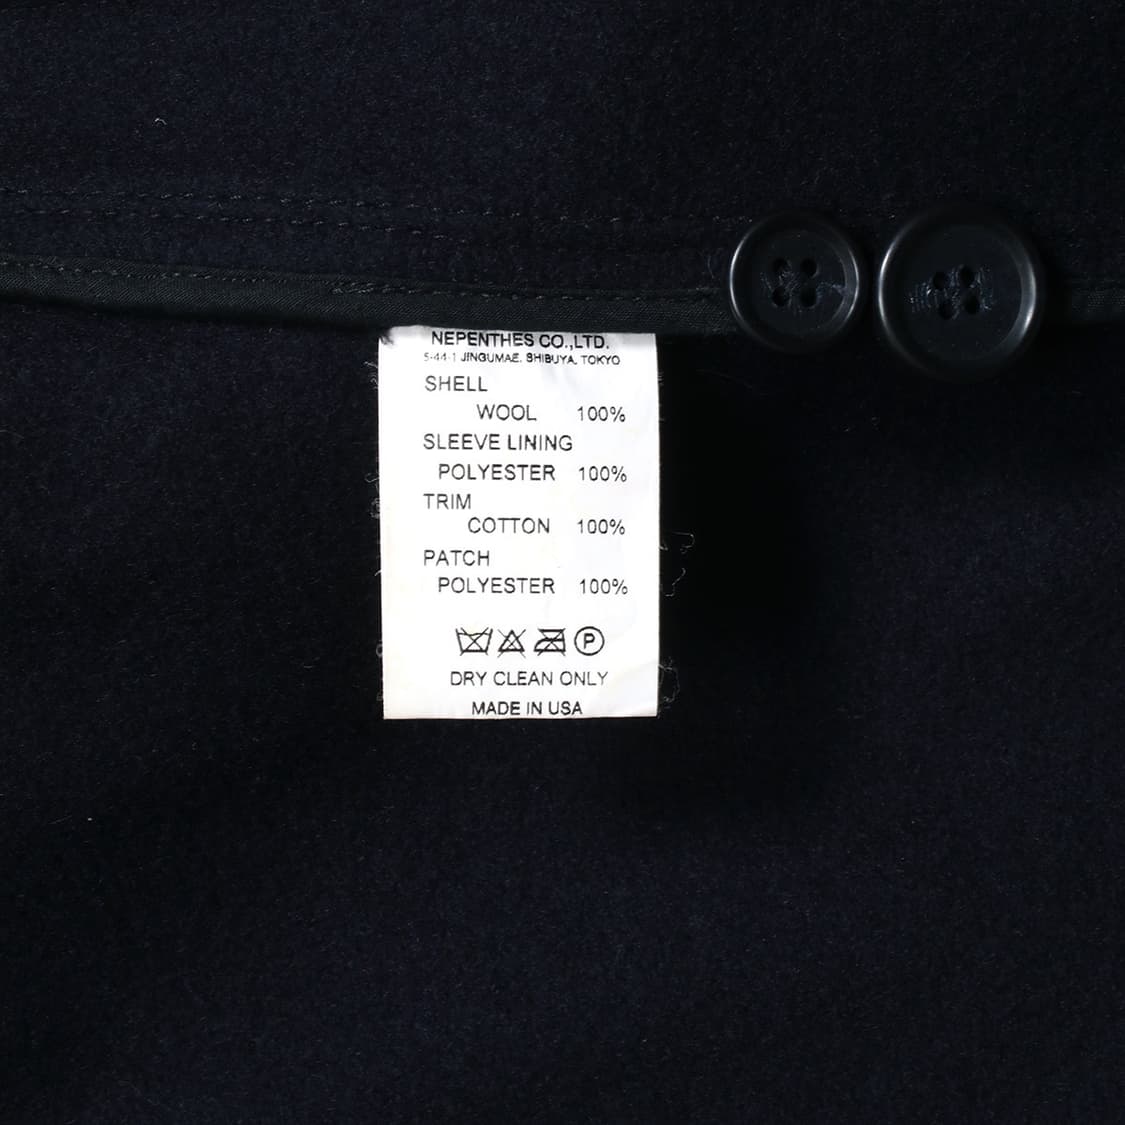 NEPENTHES CO.,LTD.
5-44-1 JINGUMAE, SHIBUYA, TOKYO
SHELL
WOOL 100%
SLEEVE LINING
POLYESTER 100%
TRIM
COTTON 100%
PATCH
POLYESTER 100%
P
DRY CLEAN ONLY
MADE IN USA